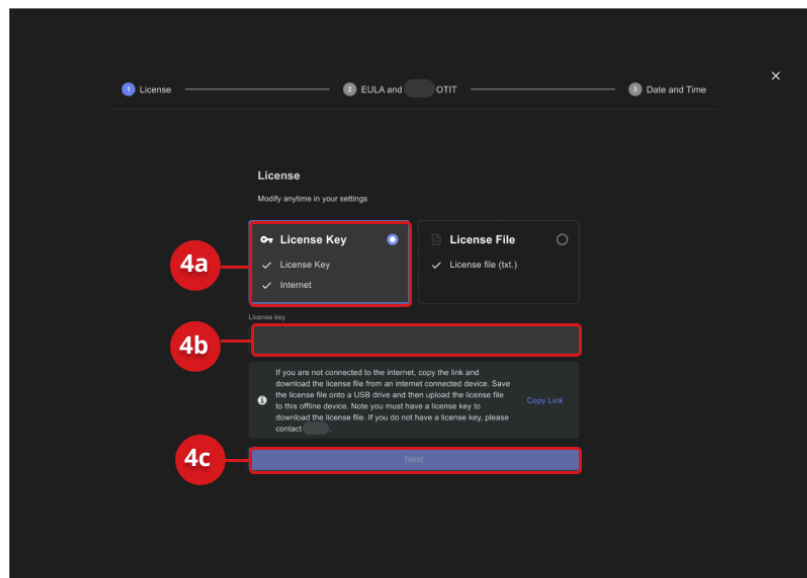 1 License
2 EULA and OTIT
3 Date and Time
License
Modify anytime in your settings
License Key
License Key
Internet
License File
License file (txt.)
4a
License key
4b
If you are not connected to the internet, copy the link and
download the license file from an internet connected device. Save
the license file onto a USB drive and then upload the license file
to this offline device. Note you must have a license key to
download the license file. If you do not have a license key, please
contact .
Copy Link
4c
Next